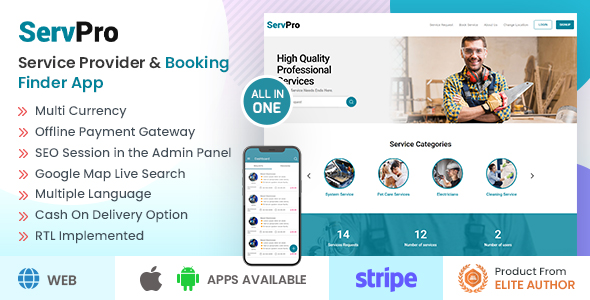 ServPro
Service Provider & Booking
Finder App
Multi Currency
Offline Payment Gateway
SEO Session in the Admin Panel
Google Map Live Search
Multiple Language
Cash On Delivery Option
RTL Implemented
ALL IN
ONE
ServPro
Service Request Book Service About Us Change Location LOGIN SIGNUP
High Quality
Professional
Services
Service Needs Ends Here
Service Categories
System Service Pet Care Services Electricians Cleaning Service
14 12 2
Service Requests Number of services Number of users
Dashboard
WEB
APPS AVAILABLE
stripe
Product From
ELITE AUTHOR